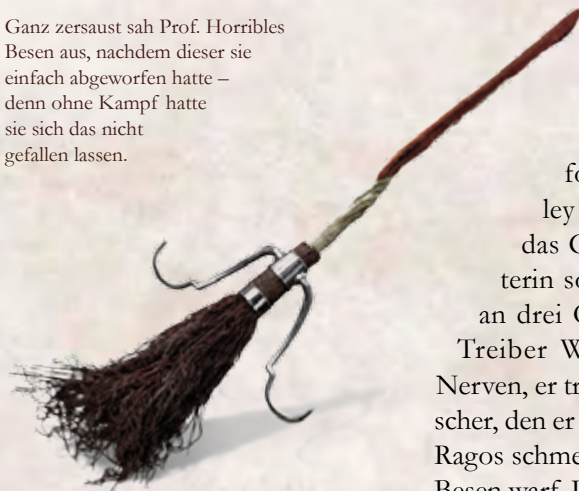 Ganz zersaust sah Prof. Horribles
Besen aus, nachdem dieser sie
einfach abgeworfen hatte –
denn ohne Kampf hatte
sie sich das nicht
gefallen lassen.
fo
ley
das
terin so
an drei
Treiber W
Nerven, er tr
scher, den er
Ragos schme
Besen warf.